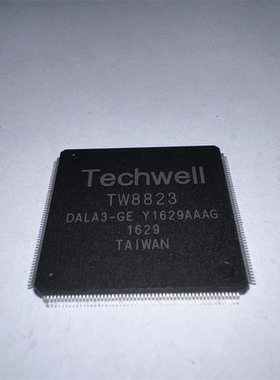 Techwell
TW8823
DALA3-GE Y1629AAAG
1629
TAIWAN